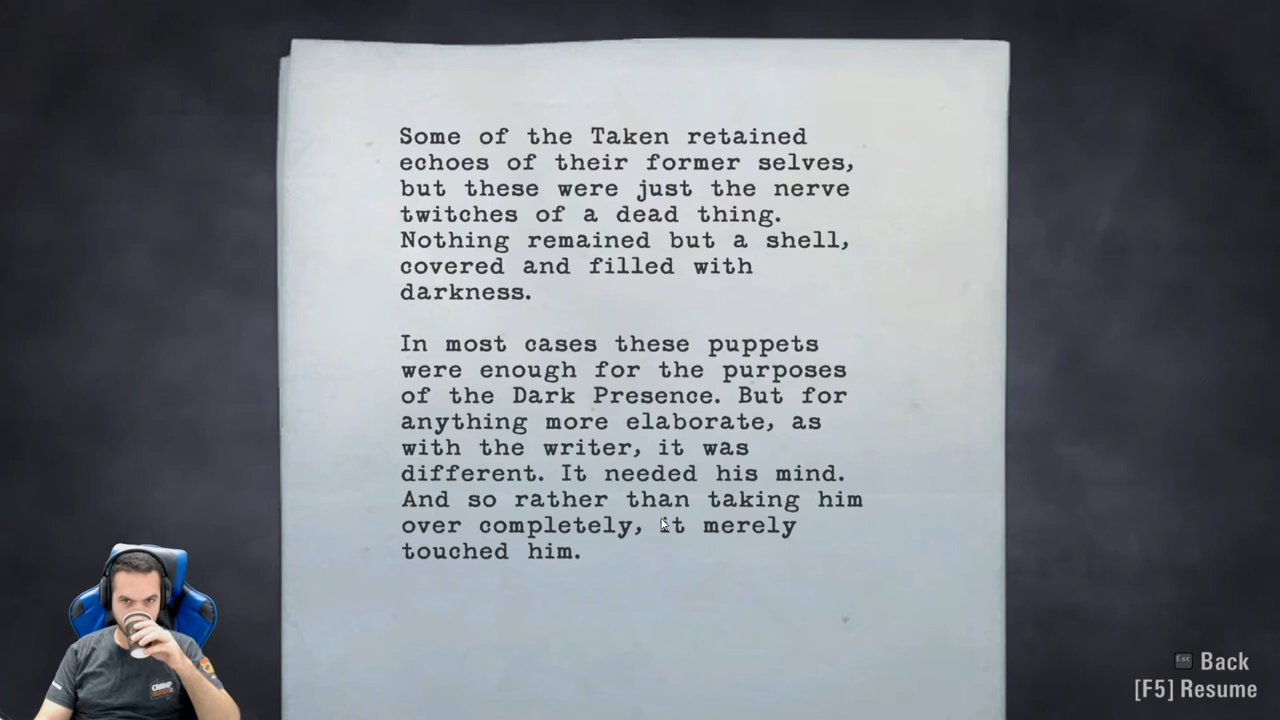 Some of the Taken retained
echoes of their former selves,
but these were just the nerve
twitches of a dead thing.
Nothing remained but a shell,
covered and filled with
darkness.
In most cases these puppets
were enough for the purposes
of the Dark Presence. But for
anything more elaborate, as
with the writer, it was
different. It needed his mind.
And so rather than taking him
over completely, it merely
touched him.
Esc Back
[F5] Resume